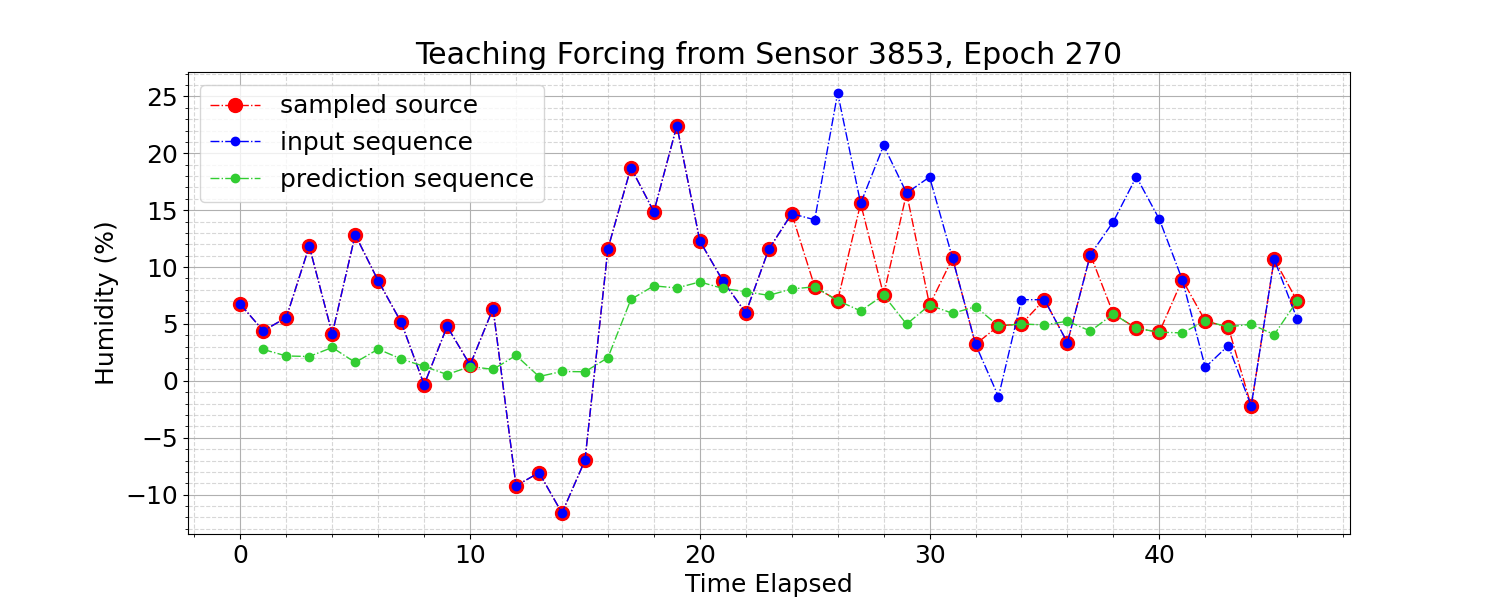 Teaching Forcing from Sensor 3853, Epoch 270
sampled source
input sequence
prediction sequence
Humidity (%)
25
20
15
10
5
0
−5
−10
0 10 20 30 40
Time Elapsed